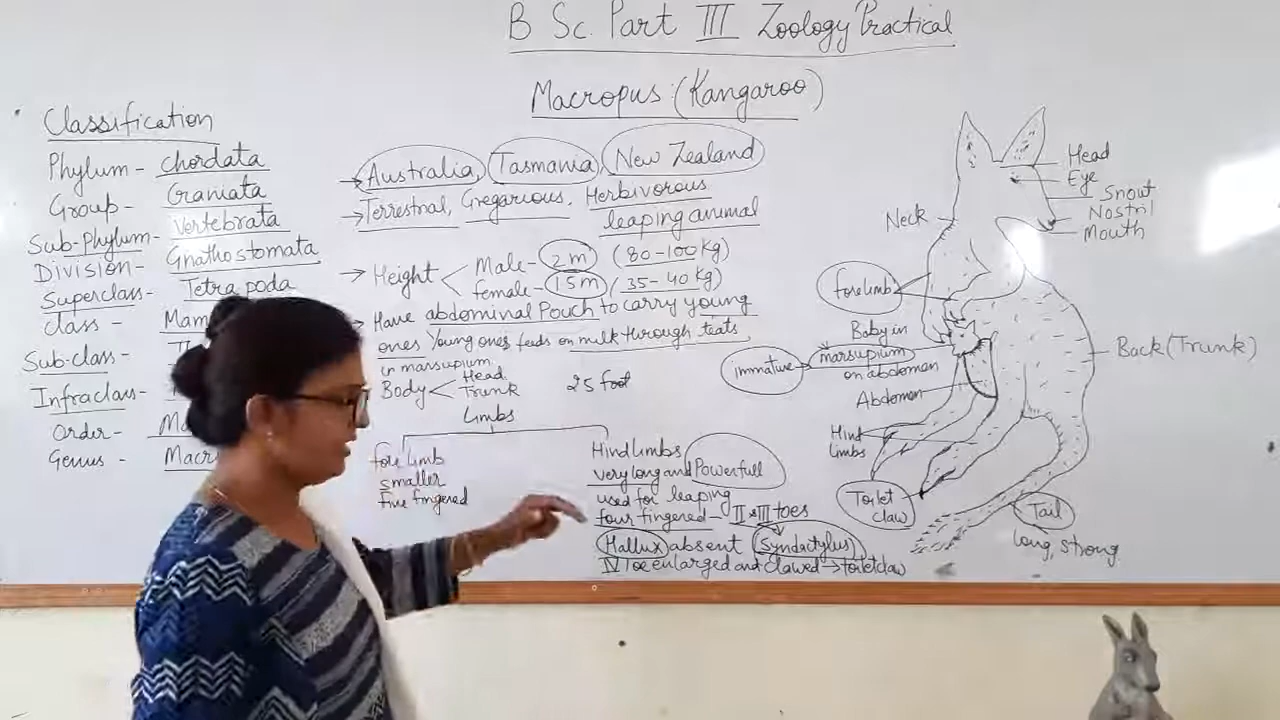 B Sc. Part III Zoology Practical
Macropus : (Kangaroo)
Classification
Phylum - Chordata
Group - Craniata
Sub-Phylum - Vertebrata
Division - Gnathostomata
Superclass - Tetrapoda
Class - Mam
Sub-class -
Infraclass -
Order - Ma
Genus - Macr
→ Australia, Tasmania, New Zealand
→ Terrestrial, Gregarious, Herbivorous
leaping animal
→ Height < Male - 2m (80-100 Kg)
female - 1.5m (35-40 Kg)
→ Have abdominal Pouch to carry young
ones Young ones feeds on milk through teats
in marsupium
Body < Head
Trunk
Limbs
25 foot
fore limb
smaller
five fingered
Hind limbs
very long and Powerfull
used for leaping
four fingered - II & III toes
Hallux absent Syndactylus
IV Toe enlarged and clawed → toilet claw
Head
Eye
Snout
Nostril
Mouth
Neck
forelimb
Baby in
immature marsupium
on abdomen
Abdomen
Back (Trunk)
Hind
limbs
Toilet
claw
Tail
long, strong